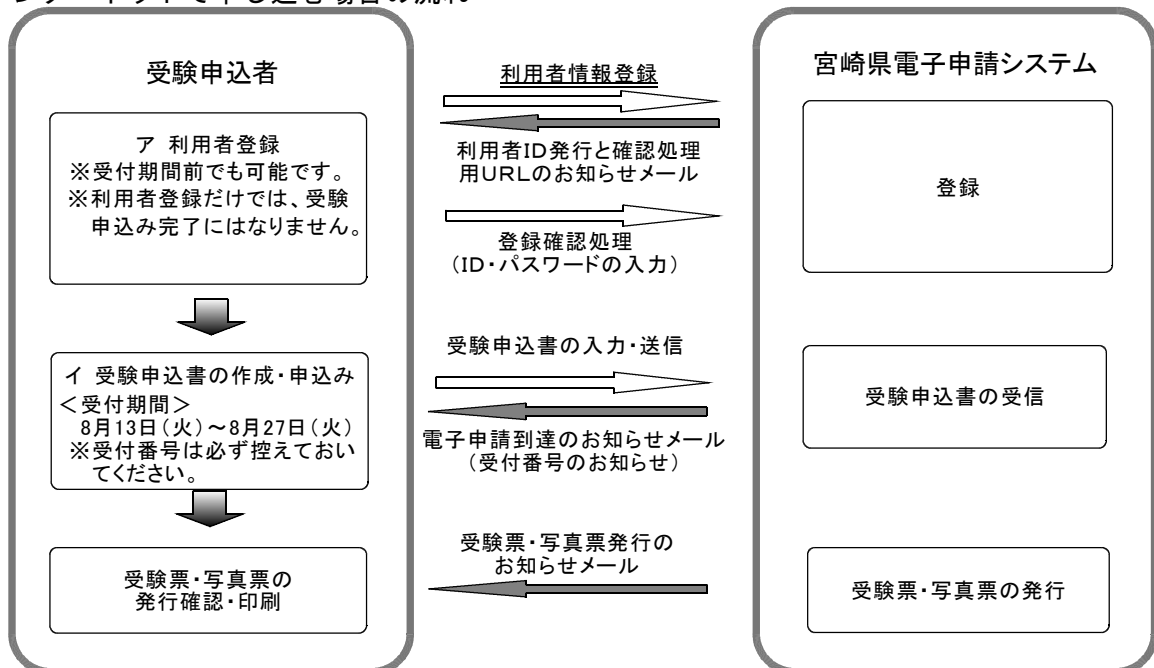 受験申込者
ア 利用者登録
※受付期間前でも可能です。
※利用者登録だけでは、受験
申込み完了にはなりません。
イ 受験申込書の作成・申込み
＜受付期間＞
8月13日（火）～8月27日（火）
※受付番号は必ず控えておい
てください。
受験票・写真票の
発行確認・印刷
利用者情報登録
利用者ID発行と確認処理
用URLのお知らせメール
登録確認処理
（ID・パスワードの入力）
受験申込書の入力・送信
電子申請到達のお知らせメール
（受付番号のお知らせ）
受験票・写真票発行の
お知らせメール
宮崎県電子申請システム
登録
受験申込書の受信
受験票・写真票の発行